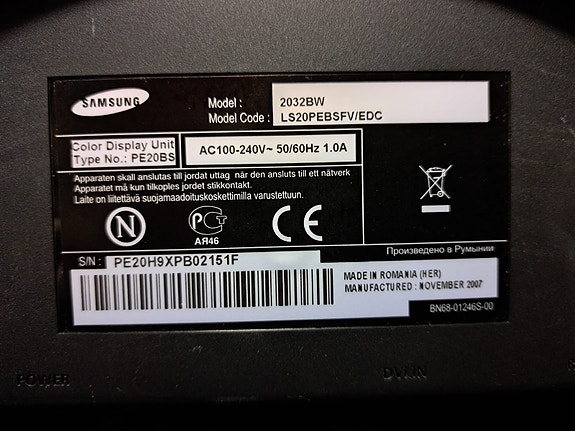 SAMSUNG
Model : 2032BW
Model Code : LS20PEBSFV/EDC
Color Display Unit
Type No.: PE20BS
AC100-240V~ 50/60Hz 1.0A
Apparaten skall anslutas till jordat uttag när den ansluts till ett nätverk
Apparatet må kun tilkoples jordet stikkontakt.
Laite on liitettävä suojamaadoituskoskettimilla varustettuun.
N
РСТ
АЯ46
CE
Произведено в Румынии
S/N : PE20H9XPB02151F
MADE IN ROMANIA (HER)
MANUFACTURED : NOVEMBER 2007
BN68-01246S-00
POWER
DVI IN